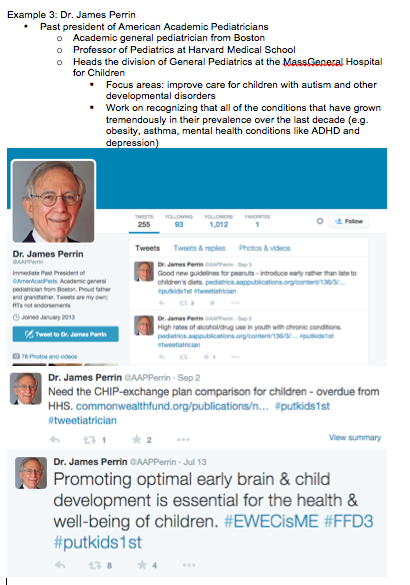 Example 3: Dr. James Perrin
• Past president of American Academic Pediatricians
o Academic general pediatrician from Boston
o Professor of Pediatrics at Harvard Medical School
o Heads the division of General Pediatrics at the MassGeneral Hospital
for Children
▪ Focus areas: improve care for children with autism and other
developmental disorders
▪ Work on recognizing that all of the conditions that have grown
tremendously in their prevalence over the last decade (e.g.
obesity, asthma, mental health conditions like ADHD and
depression)
TWEETS FOLLOWING FOLLOWERS FAVORITES
255 93 1,012 1
Follow
Dr. James Perrin
@AAPPerrin
Immediate Past President of
@AmerAcadPeds. Academic general
pediatrician from Boston. Proud father
and grandfather. Tweets are my own;
RTs not endorsements
Joined January 2013
Tweet to Dr. James Perrin
78 Photos and videos
Tweets Tweets & replies Photos & videos
Dr. James Perrin @AAPPerrin · Sep 5
Good new guidelines for peanuts - introduce early rather than late to
children's diets. pediatrics.aappublications.org/content/136/3/...
#putkids1st #tweetiatrician
3
Dr. James Perrin @AAPPerrin · Sep 3
High rates of alcohol/drug use in youth with chronic conditions.
pediatrics.aappublications.org/content/136/3/... #putkids1st
#tweetiatrician
1
Dr. James Perrin @AAPPerrin · Sep 2
Need the CHIP-exchange plan comparison for children - overdue from
HHS. commonwealthfund.org/publications/n... #putkids1st
#tweetiatrician
1 2 View summary
Dr. James Perrin @AAPPerrin · Jul 13
Promoting optimal early brain & child
development is essential for the health &
well-being of children. #EWECisME #FFD3
#putkids1st
8 4